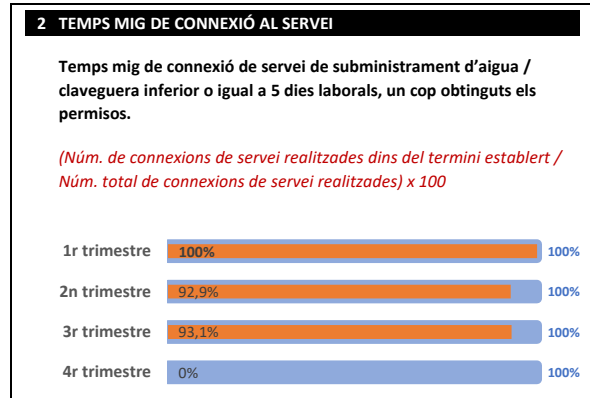 2 TEMPS MIG DE CONNEXIÓ AL SERVEI
Temps mig de connexió de servei de subministrament d’aigua /
claveguera inferior o igual a 5 dies laborals, un cop obtinguts els
permisos.
(Núm. de connexions de servei realitzades dins del termini establert /
Núm. total de connexions de servei realitzades) x 100
1r trimestre 100% 100%
2n trimestre 92,9% 100%
3r trimestre 93,1% 100%
4r trimestre 0% 100%